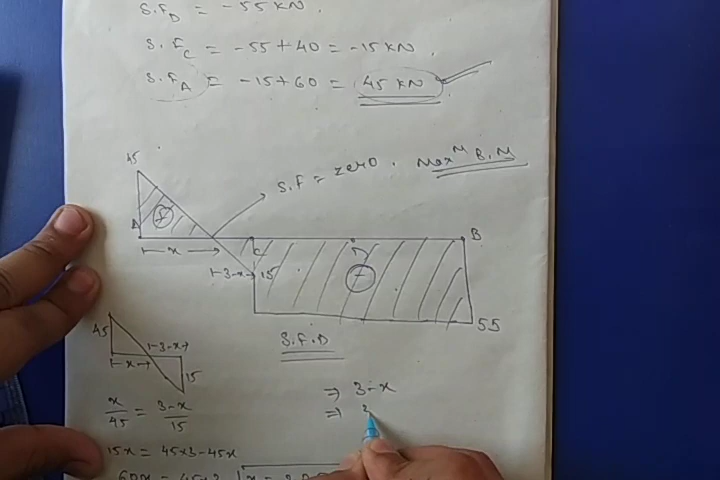 S.F_D = -55 KN.
S.F_C = -55+40 = -15 KN.
S.F_A = -15+60 = 45 KN
45
S.F = zero. Max^M B.M
A
x
C
B
3-x
15
55
S.F.D
45
3-x
x
15
x/45 = 3-x/15
⇒ 3-x
⇒ 3
15x = 45x3-45x